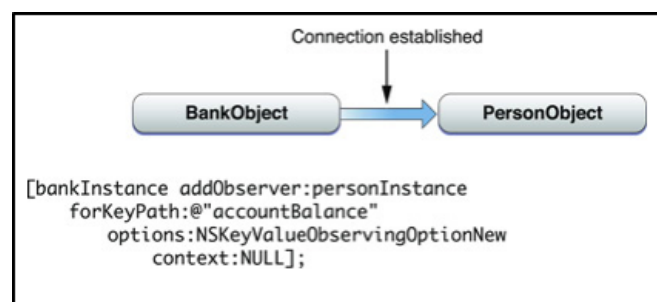 Connection established
BankObject
PersonObject
[bankInstance addObserver:personInstance
forKeyPath:@"accountBalance"
options:NSKeyValueObservingOptionNew
context:NULL];